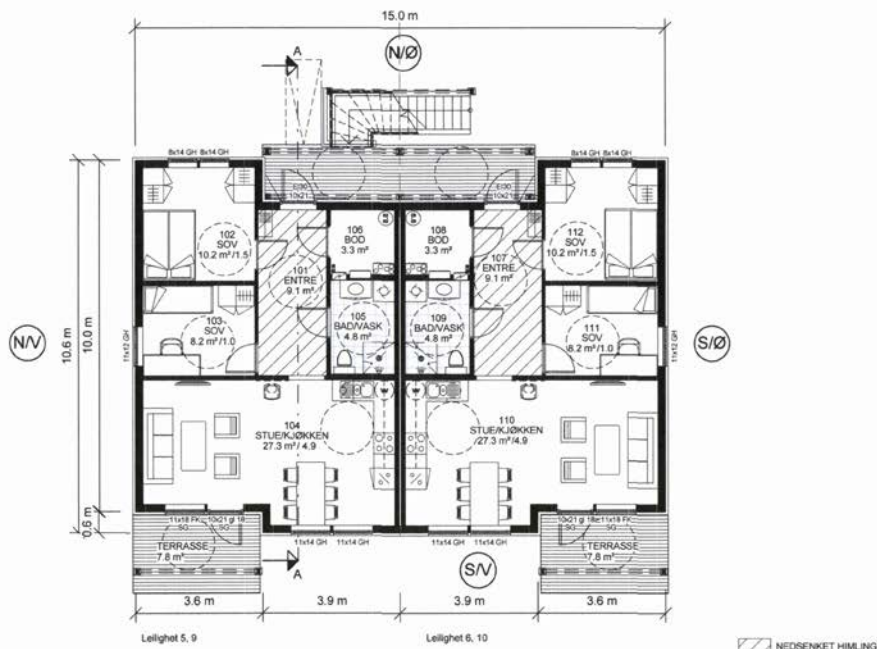 15.0 m
A
N/Ø
8x14 GH 8x14 GH
8x14 GH 8x14 GH
EI30
10x21
EI30
10x21
102
SOV
10.2 m²/1.5
106
BOD
3.3 m²
108
BOD
3.3 m²
112
SOV
10.2 m²/1.5
101
ENTRE
9.1 m²
107
ENTRE
9.1 m²
103
SOV
8.2 m²/1.0
105
BAD/VASK
4.8 m²
109
BAD/VASK
4.8 m²
111
SOV
8.2 m²/1.0
N/V
10.6 m
10.0 m
11x12 GH
11x12 GH
S/Ø
104
STUE/KJØKKEN
27.3 m²/4.9
110
STUE/KJØKKEN
27.3 m²/4.9
0.6 m
11x18 FK
SG
10x21 gl 18
SG
10x21 gl 18
SG
11x18 FK
SG
11x14 GH
11x14 GH
11x14 GH
11x14 GH
TERRASSE
7.8 m²
TERRASSE
7.8 m²
A
S/V
3.6 m
3.9 m
3.9 m
3.6 m
Leilighet 5, 9
Leilighet 6, 10
NEDSENKET HIMLING